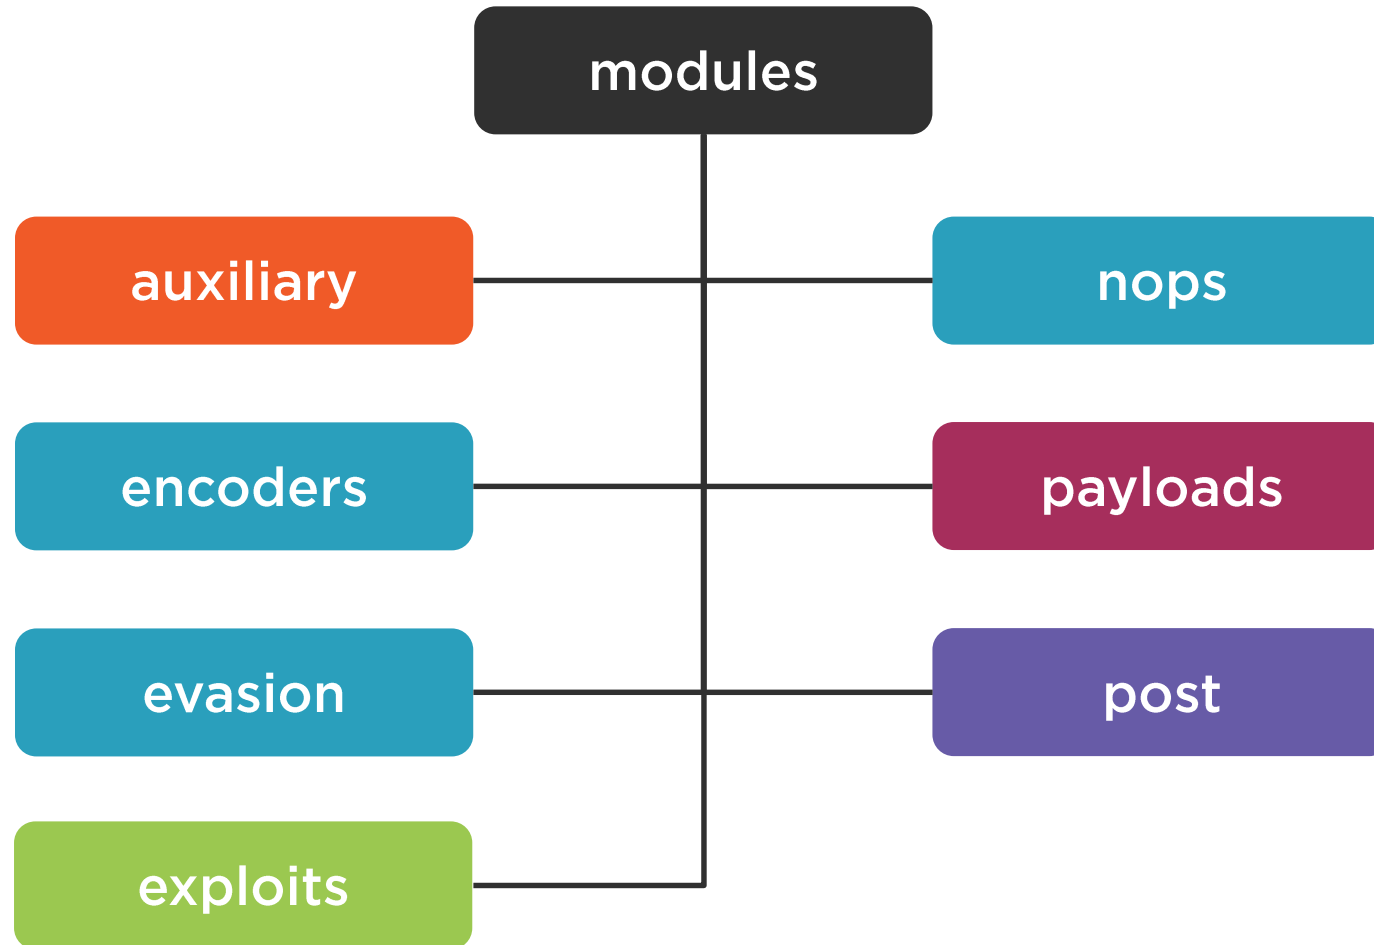 modules
auxiliary
nops
encoders
payloads
evasion
post
exploits